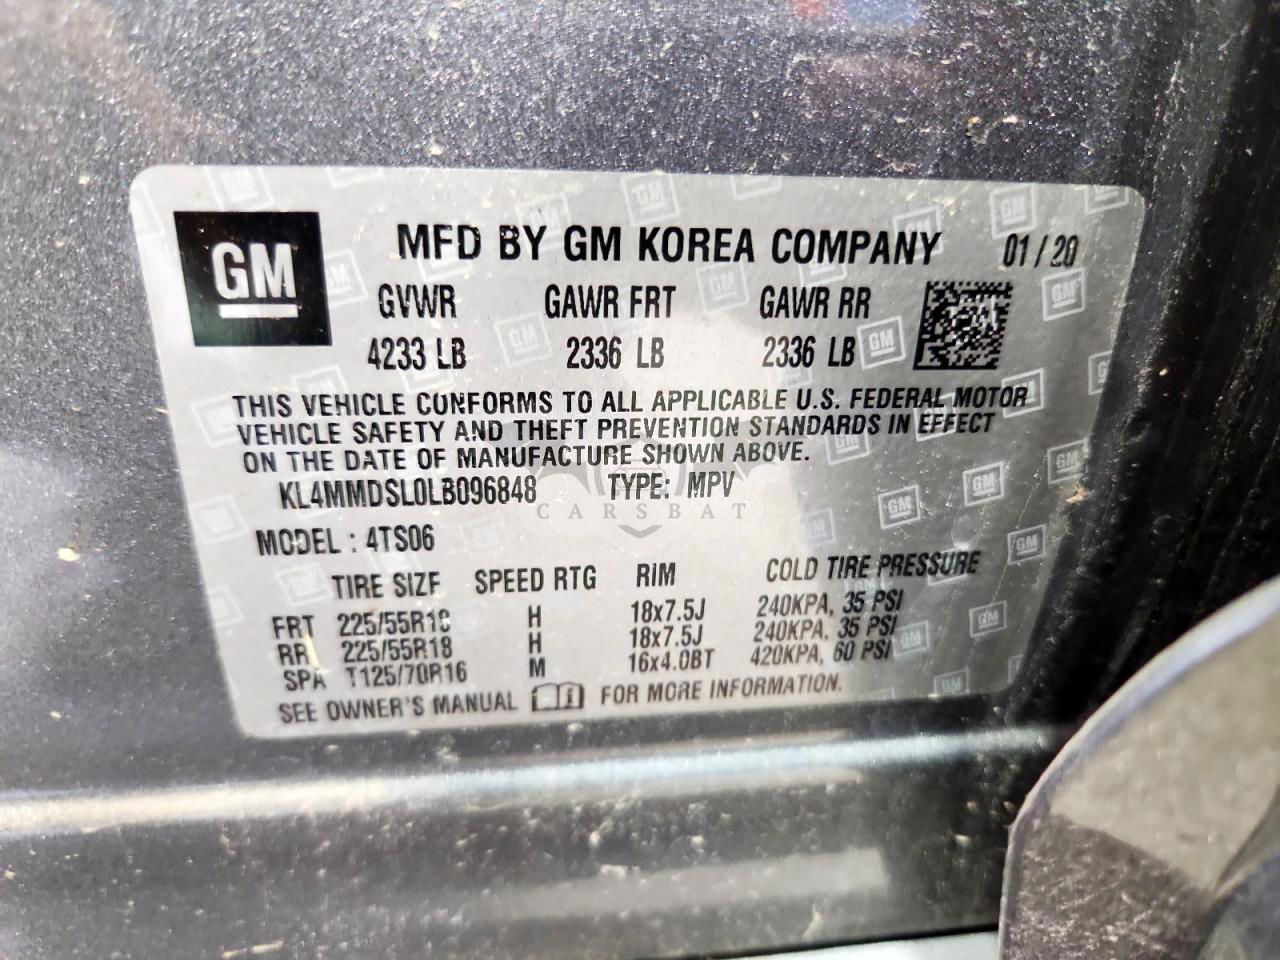 GM
MFD BY GM KOREA COMPANY 01/20
GVWR GAWR FRT GAWR RR
4233 LB 2336 LB 2336 LB
THIS VEHICLE CONFORMS TO ALL APPLICABLE U.S. FEDERAL MOTOR
VEHICLE SAFETY AND THEFT PREVENTION STANDARDS IN EFFECT
ON THE DATE OF MANUFACTURE SHOWN ABOVE.
KL4MMDSL0LB096848 TYPE: MPV
CARSBAT
MODEL : 4TS06
TIRE SIZE SPEED RTG RIM COLD TIRE PRESSURE
FRT 225/55R18 H 18x7.5J 240KPA, 35 PSI
RR 225/55R18 H 18x7.5J 240KPA, 35 PSI
SPA T125/70R16 M 16x4.0BT 420KPA, 60 PSI
SEE OWNER'S MANUAL FOR MORE INFORMATION.